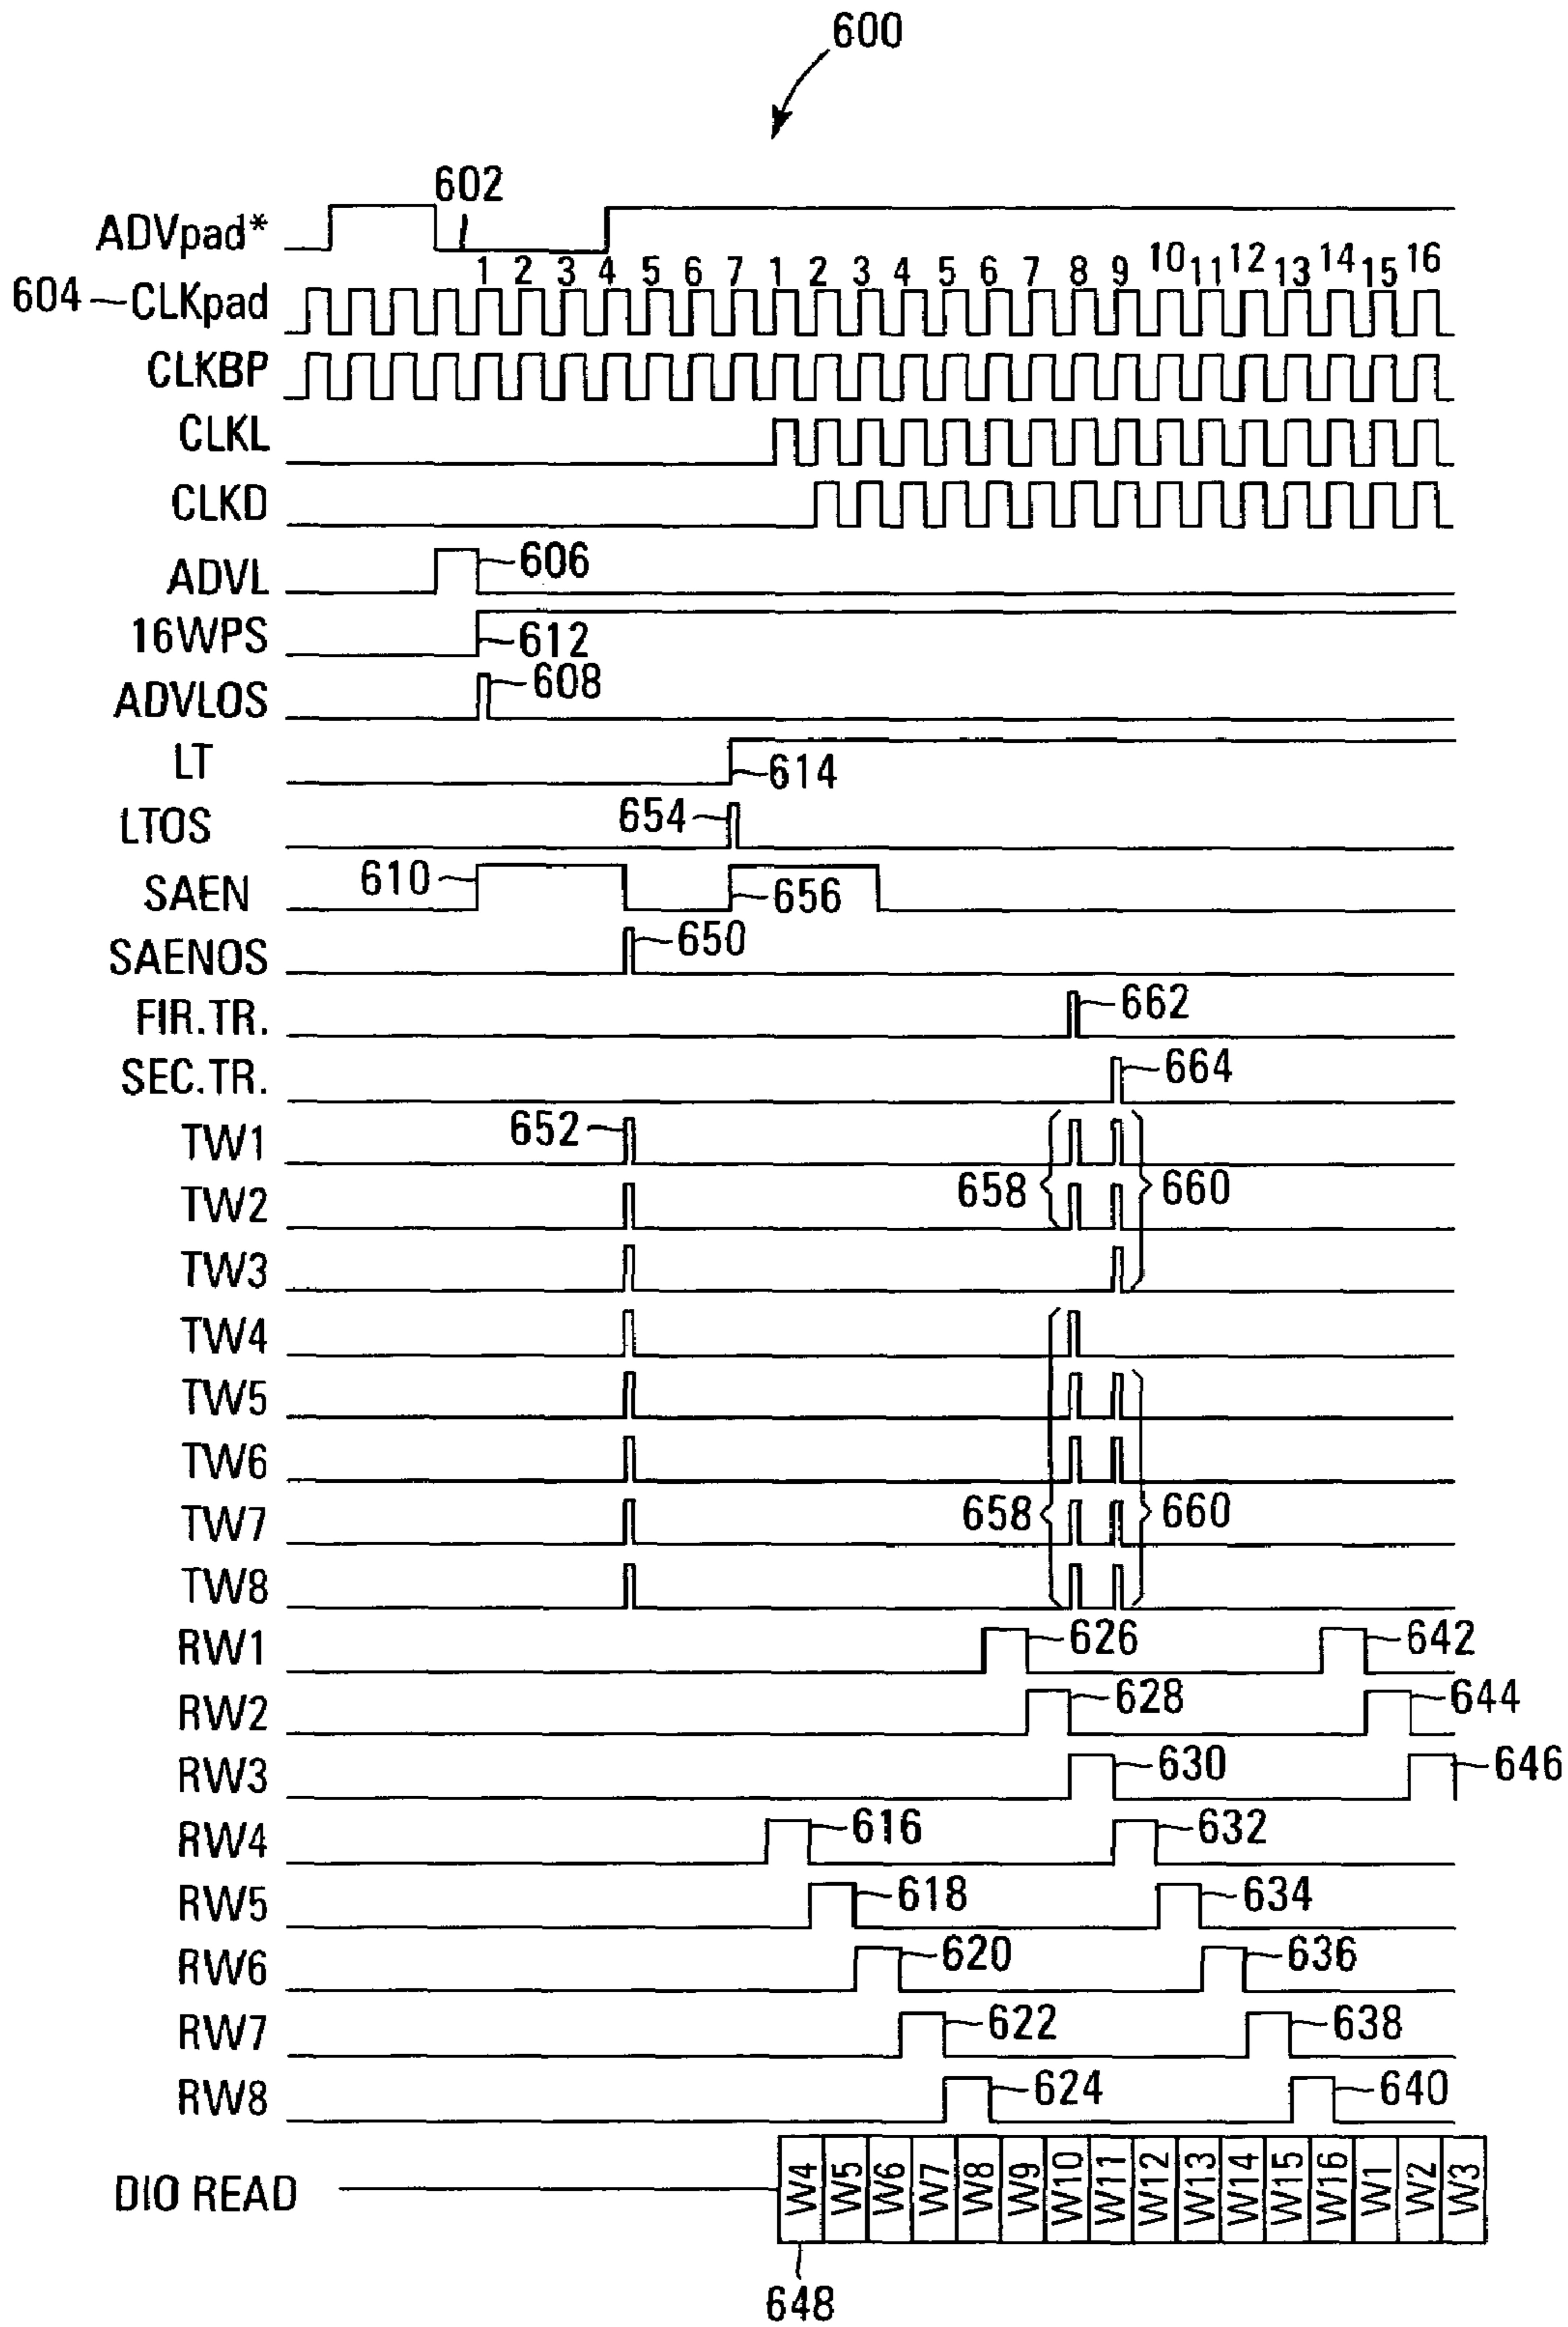 600
602
ADVpad*
1 2 3 4 5 6 7 1 2 3 4 5 6 7 8 9 10 11 12 13 14 15 16
604 CLKpad
CLKBP
CLKL
CLKD
ADVL 606
16WPS 612
ADVLOS 608
LT 614
LTOS 654
SAEN 610 656
SAENOS 650
FIR.TR. 662
SEC.TR. 664
TW1 652
TW2 658 660
TW3
TW4
TW5
TW6
TW7 658 660
TW8
RW1 626 642
RW2 628 644
RW3 630 646
RW4 616 632
RW5 618 634
RW6 620 636
RW7 622 638
RW8 624 640
DIO READ W4 W5 W6 W7 W8 W9 W10 W11 W12 W13 W14 W15 W16 W1 W2 W3
648